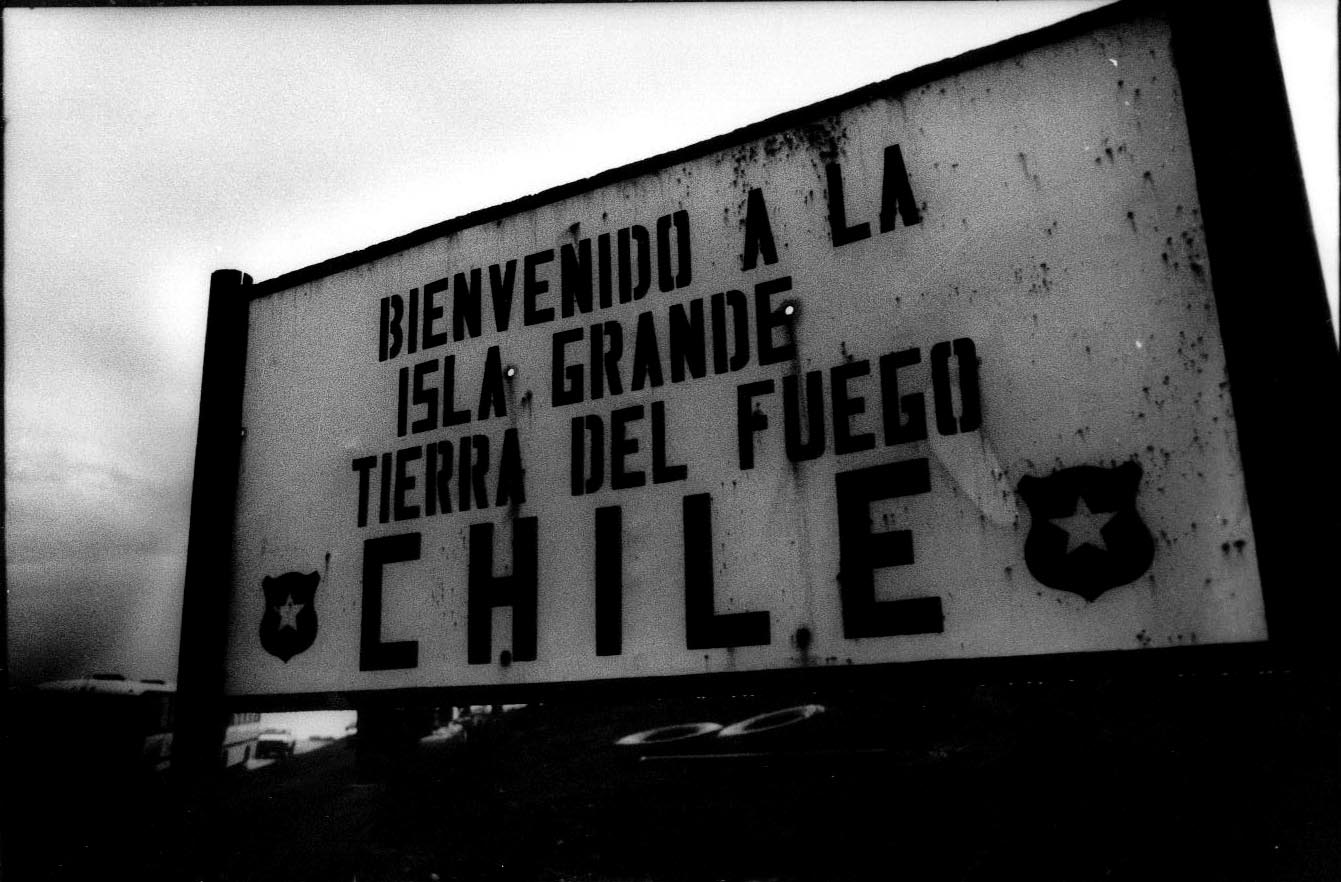 BIENVENIDO A LA
ISLA GRANDE
TIERRA DEL FUEGO
CHILE